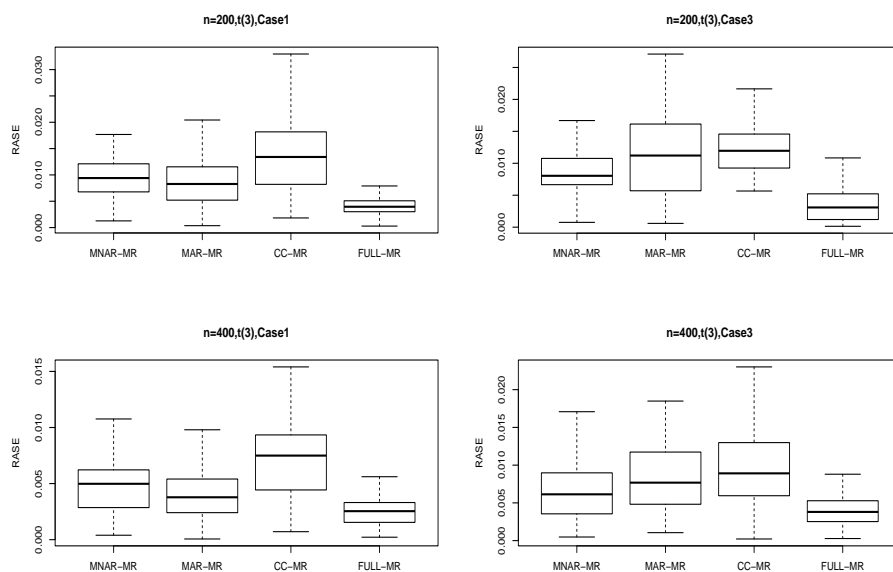 n=200,t(3),Case1
RASE
0.000
0.010
0.020
0.030
MNAR-MR
MAR-MR
CC-MR
FULL-MR
n=200,t(3),Case3
RASE
0.000
0.010
0.020
MNAR-MR
MAR-MR
CC-MR
FULL-MR
n=400,t(3),Case1
RASE
0.000
0.005
0.010
0.015
MNAR-MR
MAR-MR
CC-MR
FULL-MR
n=400,t(3),Case3
RASE
0.000
0.005
0.010
0.015
0.020
MNAR-MR
MAR-MR
CC-MR
FULL-MR